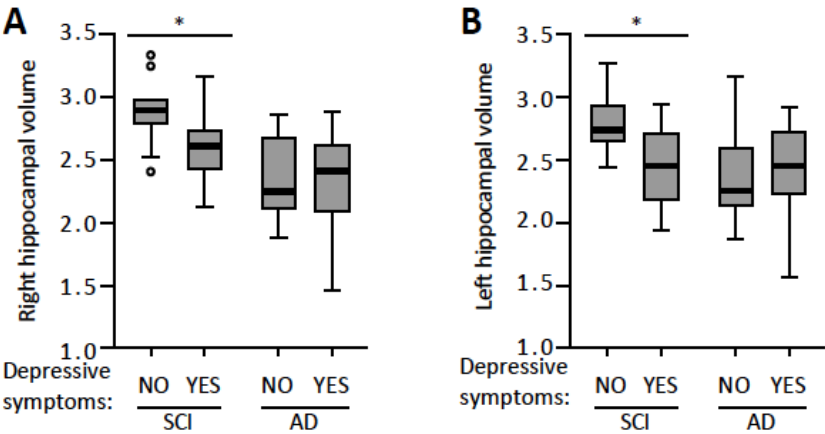 A
*
Right hippocampal volume
3.5
3.0
2.5
2.0
1.5
1.0
Depressive
symptoms:
NO YES NO YES
SCI AD
B
*
Left hippocampal volume
3.5
3.0
2.5
2.0
1.5
1.0
Depressive
symptoms:
NO YES NO YES
SCI AD